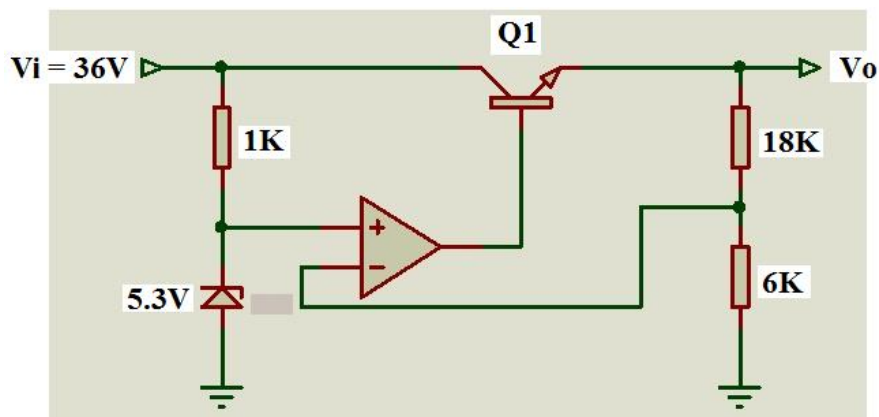 Q1
Vi = 36V
Vo
1K
18K
+
−
5.3V
6K